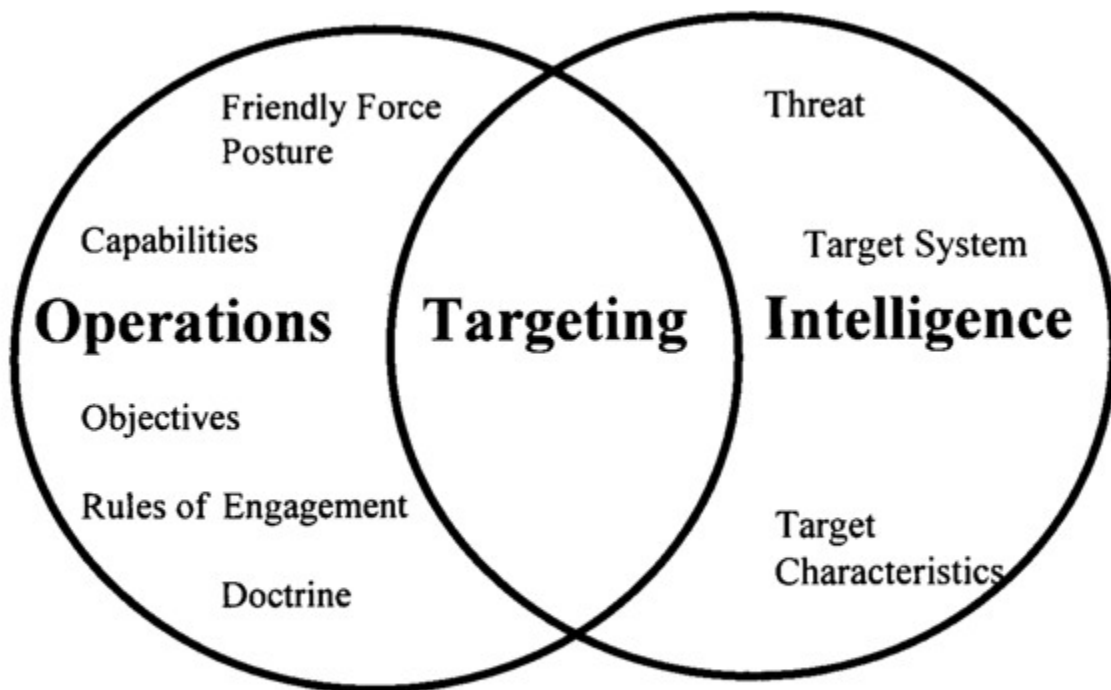 Friendly Force
Posture
Capabilities
Operations
Objectives
Rules of Engagement
Doctrine
Targeting
Threat
Target System
Intelligence
Target
Characteristics